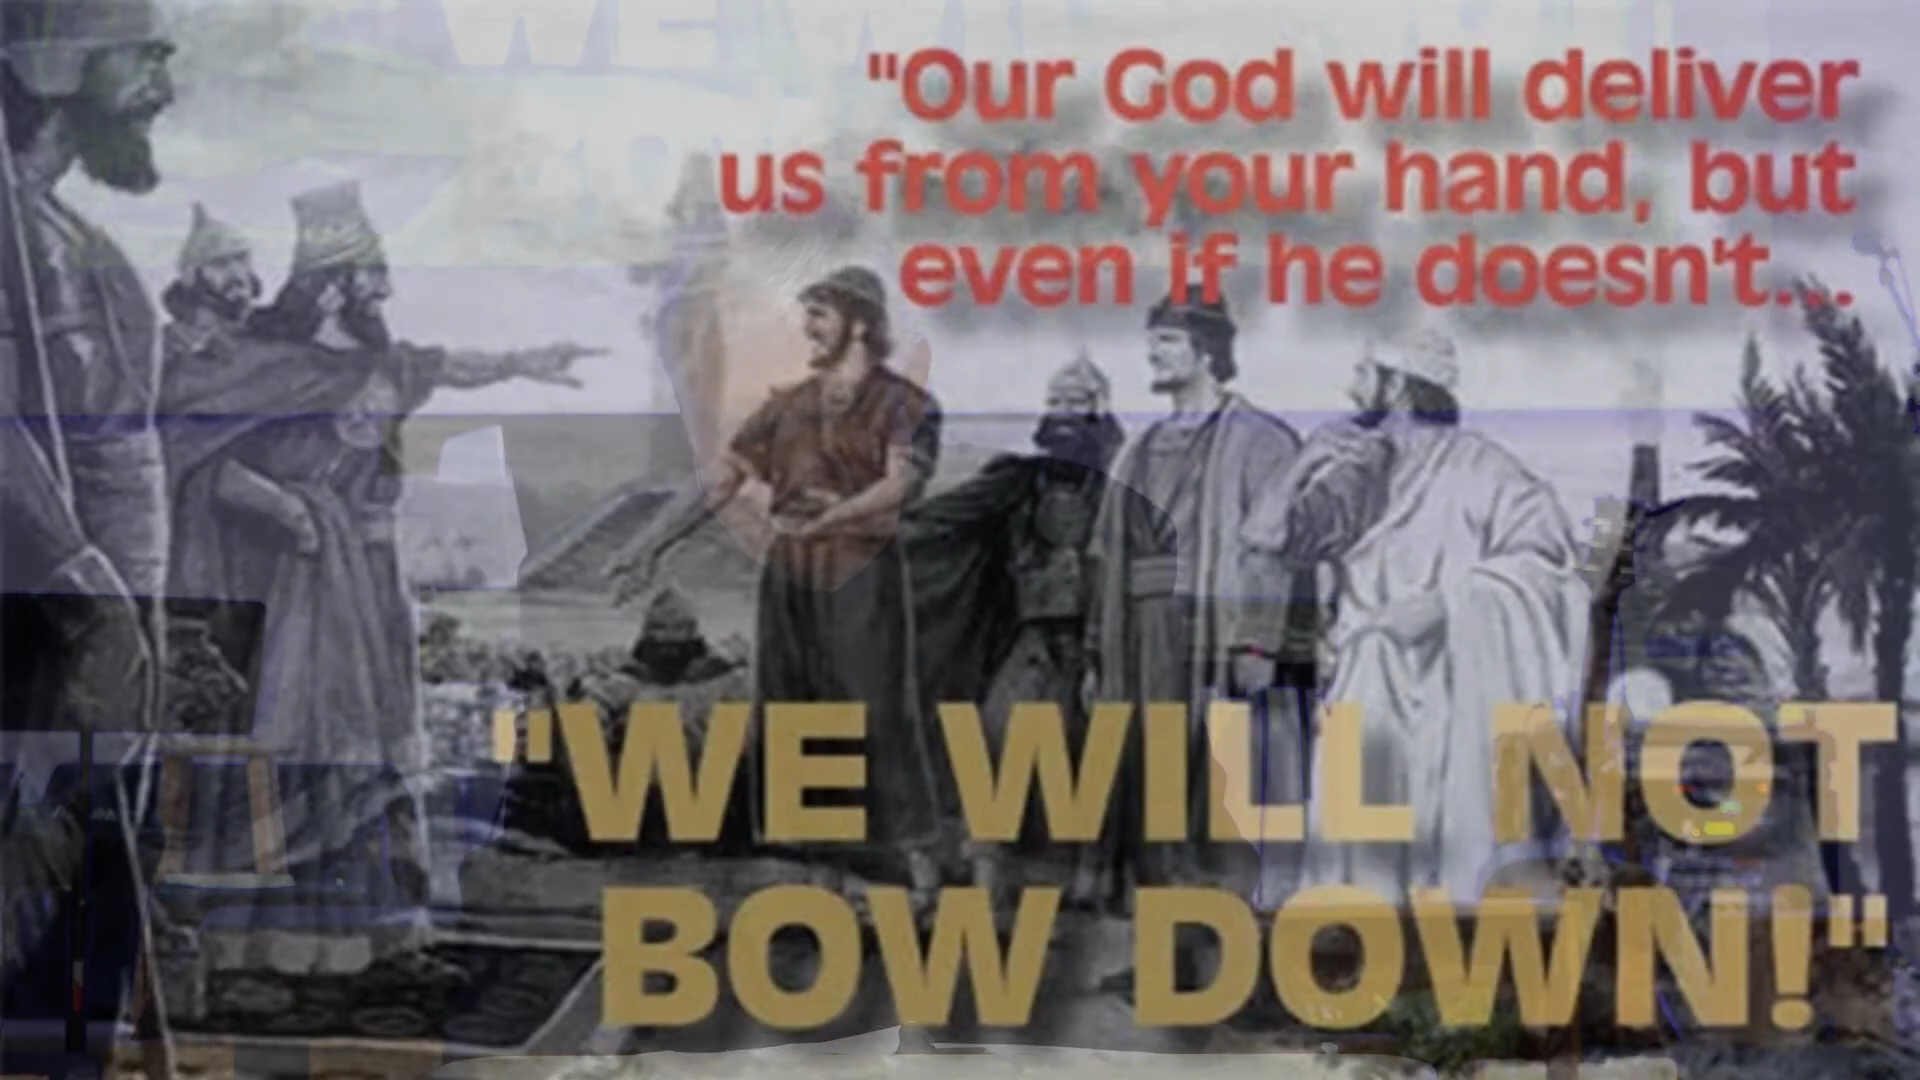 "Our God will deliver
us from your hand, but
even if he doesn't...
"WE WILL NOT
BOW DOWN!"